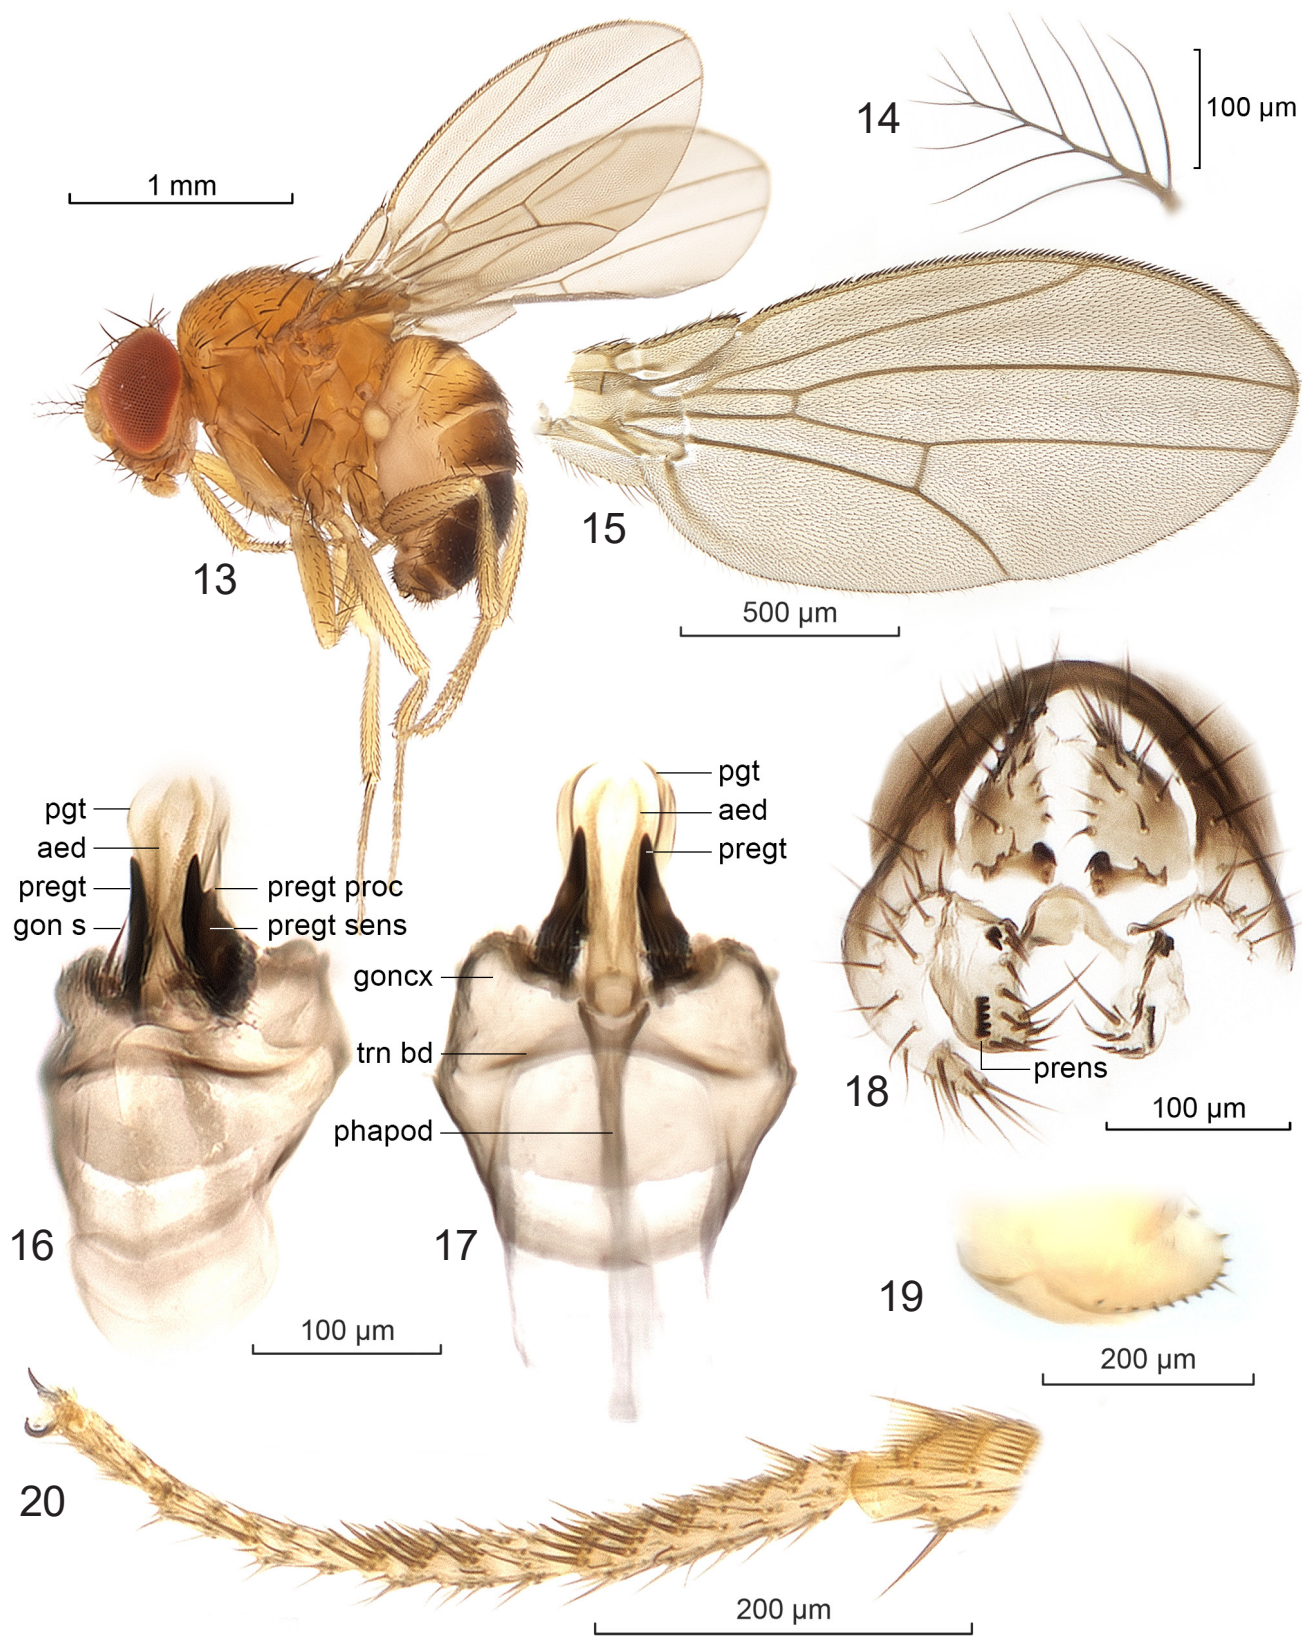 14
100 µm
1 mm
13
15
500 µm
pgt
aed
pregt
gon s
pregt proc
pregt sens
pgt
aed
pregt
goncx
trn bd
phapod
16
17
100 µm
18
prens
100 µm
19
200 µm
20
200 µm